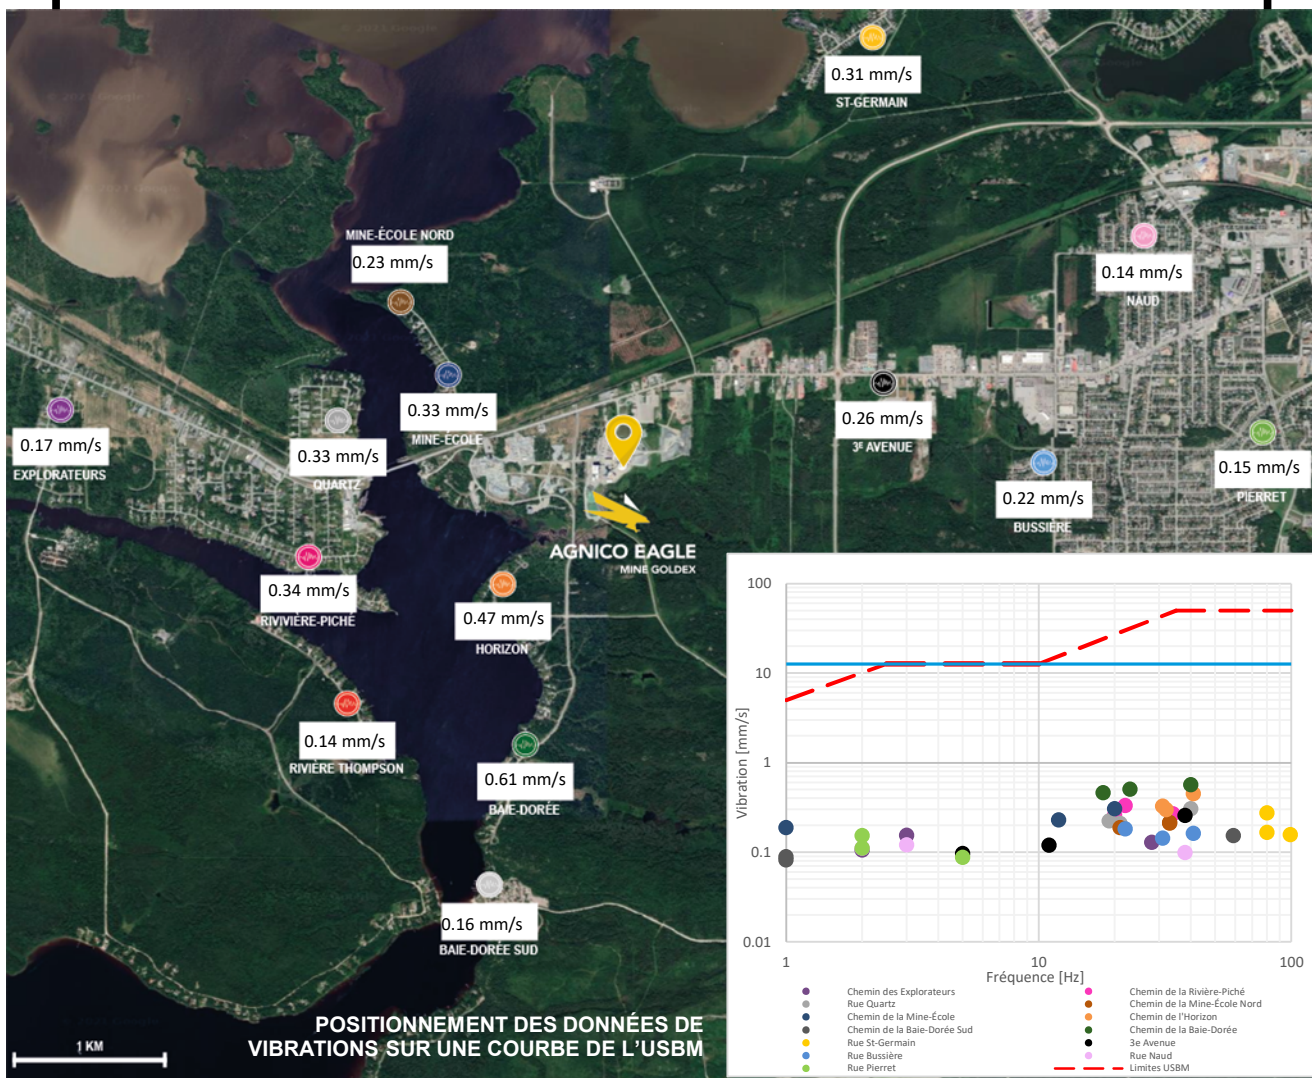 0.31 mm/s
ST-GERMAIN
MINE-ÉCOLE NORD
0.23 mm/s
0.14 mm/s
NAUD
0.33 mm/s
MINE-ÉCOLE
0.26 mm/s
3E AVENUE
0.17 mm/s
EXPLORATEURS
0.33 mm/s
QUARTZ
0.15 mm/s
PIERRET
0.22 mm/s
BUSSIÈRE
AGNICO EAGLE
MINE GOLDEX
0.34 mm/s
RIVIVIÈRE-PICHÉ
0.47 mm/s
HORIZON
0.14 mm/s
RIVIÈRE THOMPSON
0.61 mm/s
BAIE-DORÉE
0.16 mm/s
BAIE-DORÉE SUD
POSITIONNEMENT DES DONNÉES DE
VIBRATIONS SUR UNE COURBE DE L'USBM
1 KM
100
10
1
0.1
0.01
Vibration [mm/s]
1
10
100
Fréquence [Hz]
Chemin des Explorateurs
Chemin de la Rivière-Piché
Rue Quartz
Chemin de la Mine-École Nord
Chemin de la Mine-École
Chemin de l'Horizon
Chemin de la Baie-Dorée Sud
Chemin de la Baie-Dorée
Rue St-Germain
3e Avenue
Rue Bussière
Rue Naud
Rue Pierret
Limites USBM